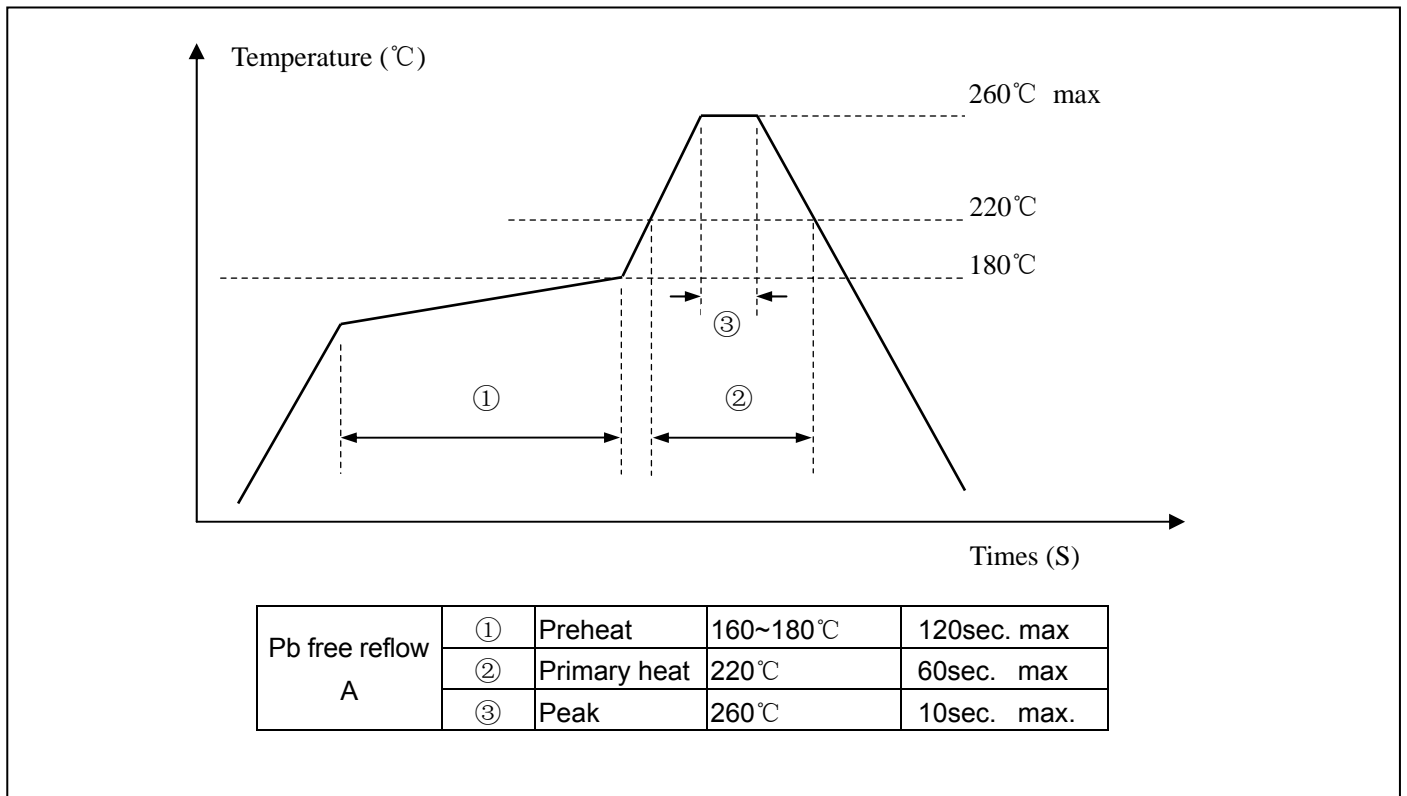 Temperature (℃)
260℃ max
220℃
180℃
③
① ②
Times (S)
Pb free reflow A
① Preheat 160~180℃ 120sec. max
② Primary heat 220℃ 60sec. max
③ Peak 260℃ 10sec. max.